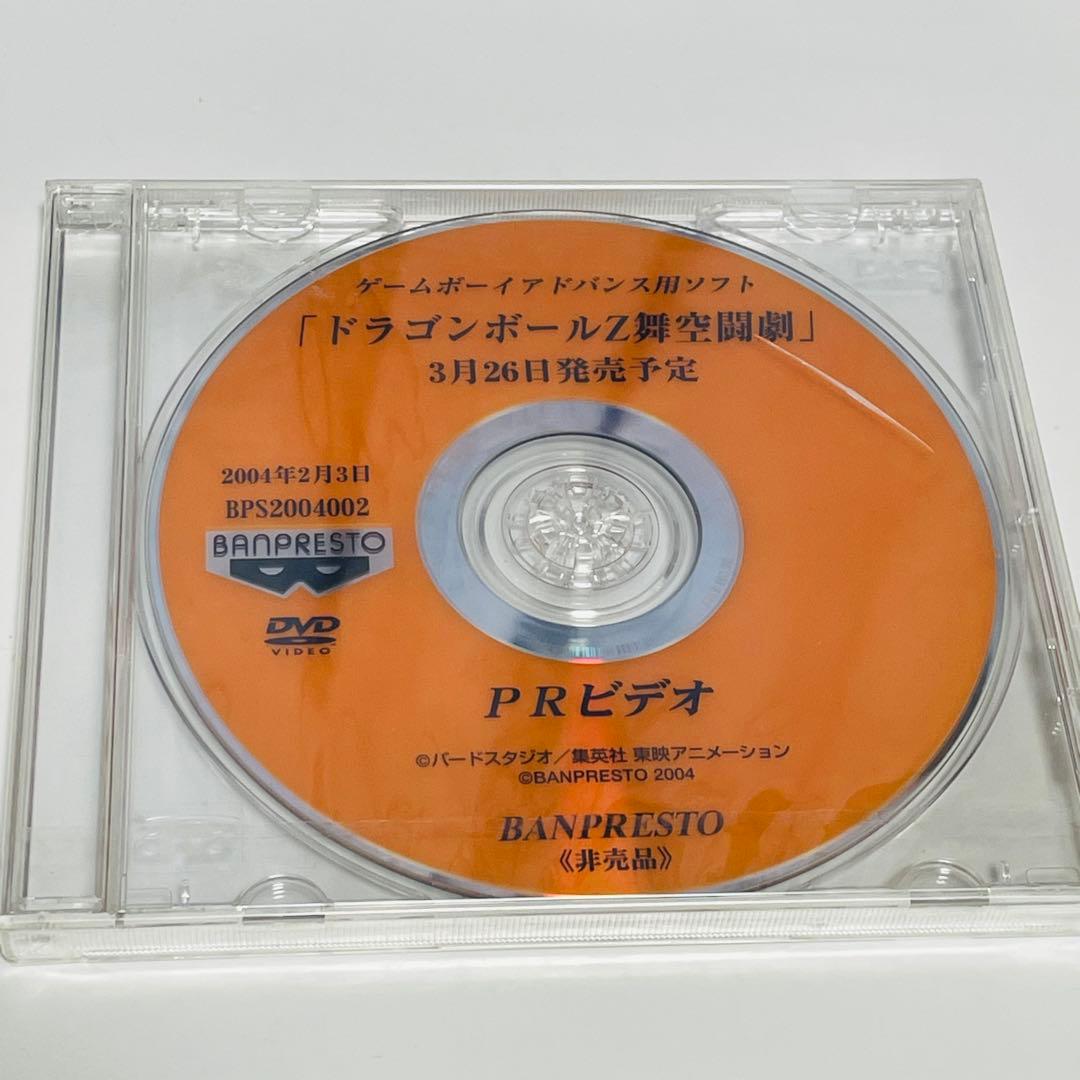 ゲームボーイアドバンス用ソフト
「ドラゴンボールZ舞空闘劇」
3月26日発売予定
2004年2月3日
BPS2004002
BANPRESTO
DVD
VIDEO
PRビデオ
©バードスタジオ／集英社 東映アニメーション
©BANPRESTO 2004
BANPRESTO
《非売品》